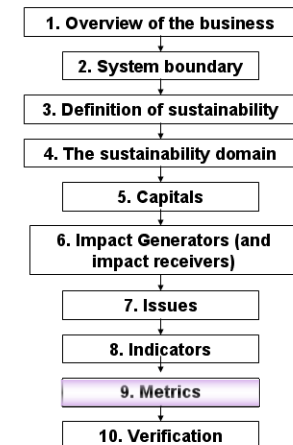 1. Overview of the business
2. System boundary
3. Definition of sustainability
4. The sustainability domain
5. Capitals
6. Impact Generators (and
impact receivers)
7. Issues
8. Indicators
9. Metrics
10. Verification